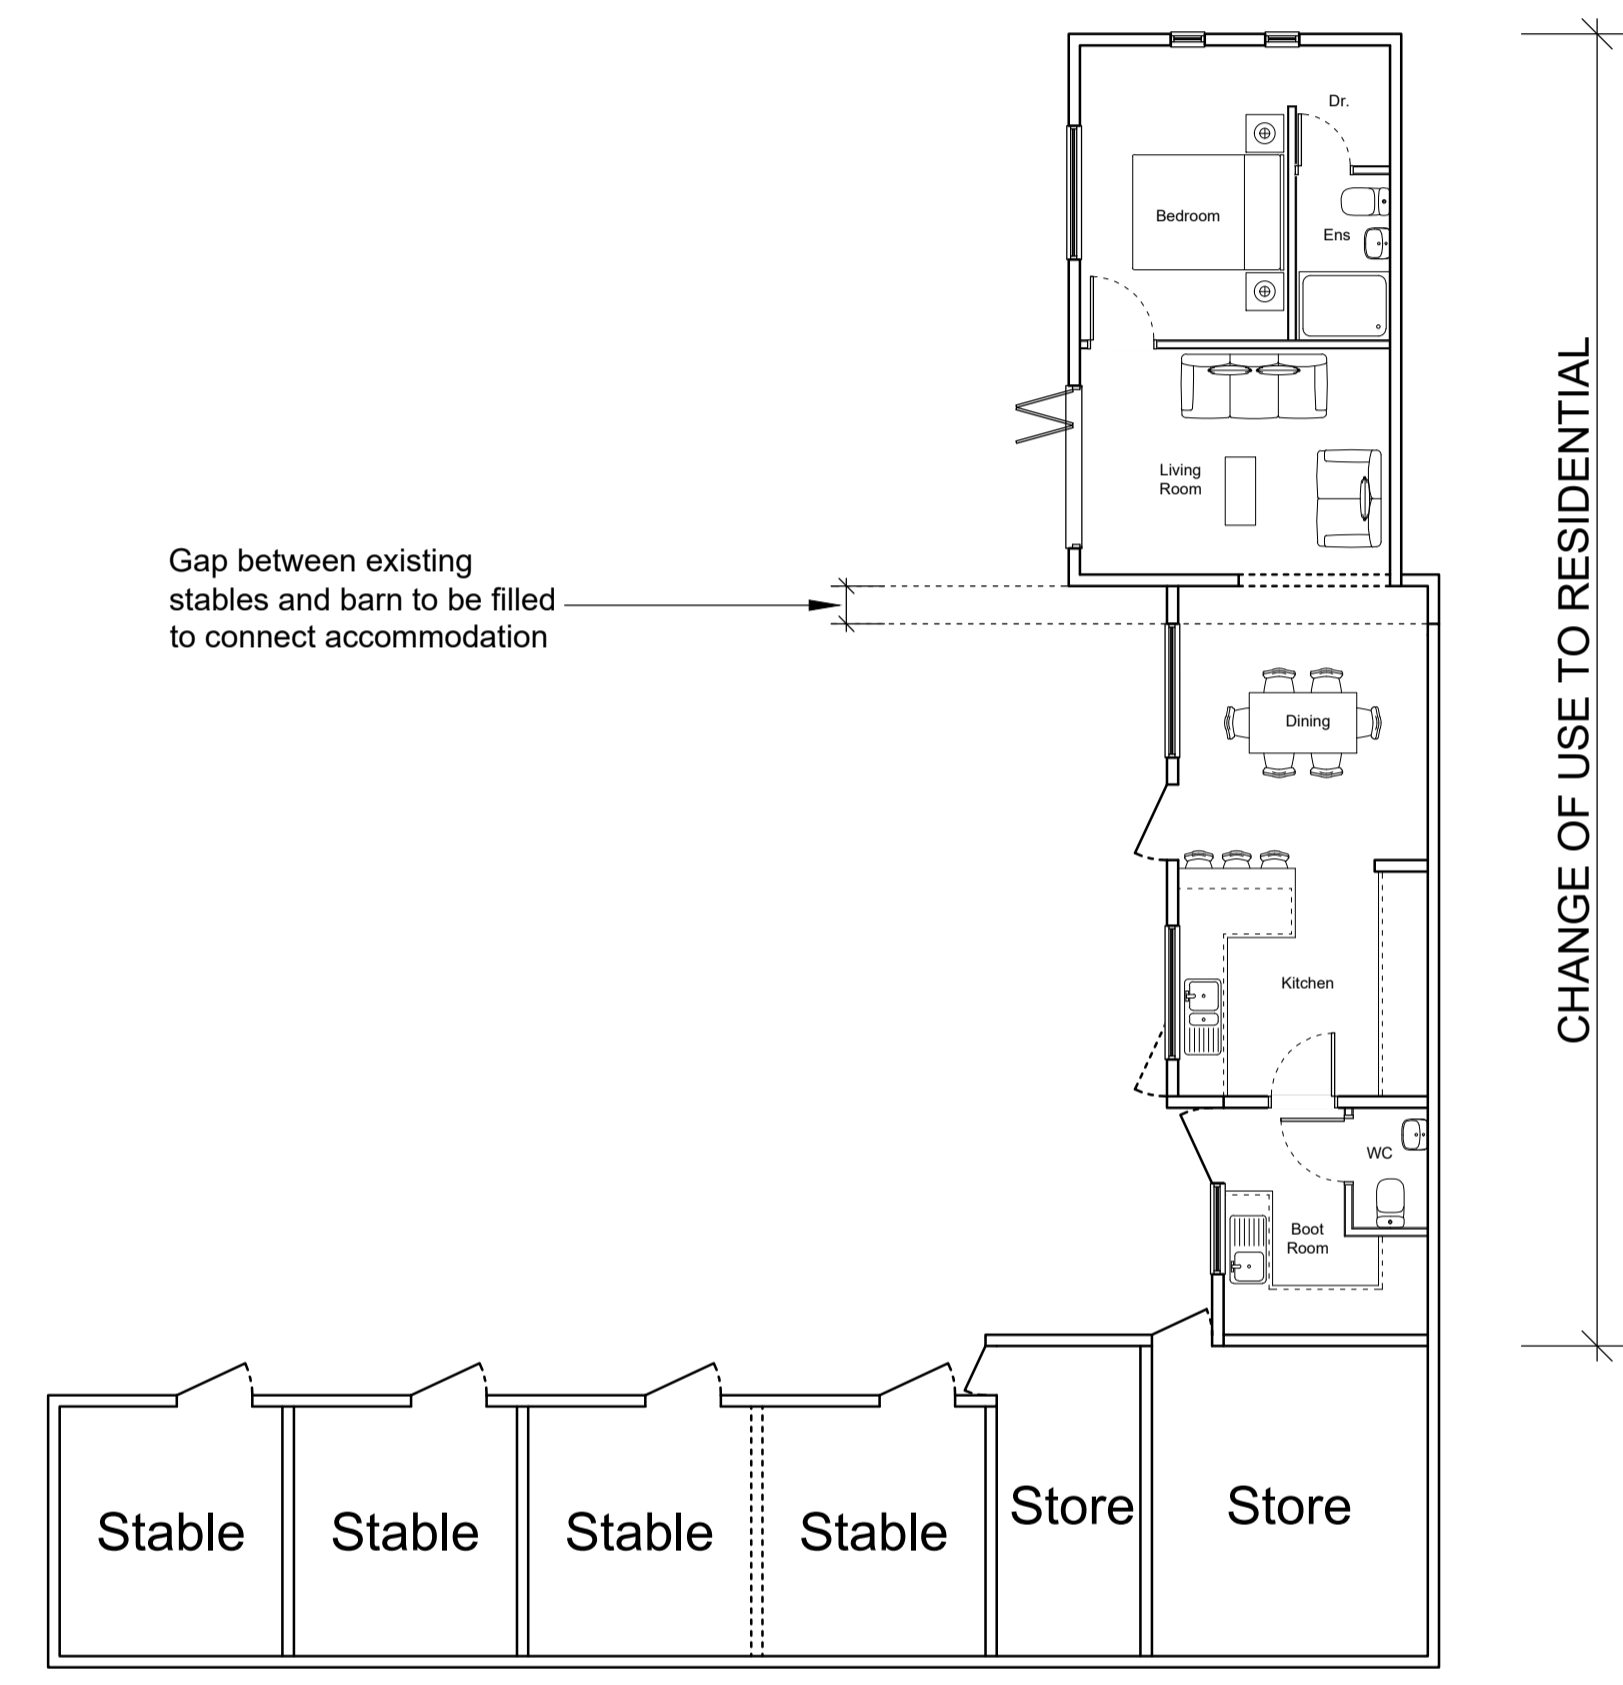 Dr.
Bedroom
Ens
Living
Room
Gap between existing
stables and barn to be filled
to connect accommodation
CHANGE OF USE TO RESIDENTIAL
Dining
Kitchen
WC
Boot
Room
Stable
Stable
Stable
Stable
Store
Store